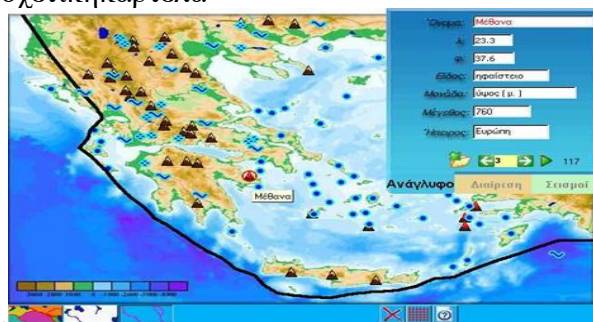 Όνομα: Μέθανα
λ: 23.3
φ: 37.6
Είδος: ηφαίστειο
Μονάδα: ύψος ( μ. )
Μέγεθος: 760
Ήπειρος: Ευρώπη
3 117
Ανάγλυφο Διαίρεση Σεισμοί
Μέθανα